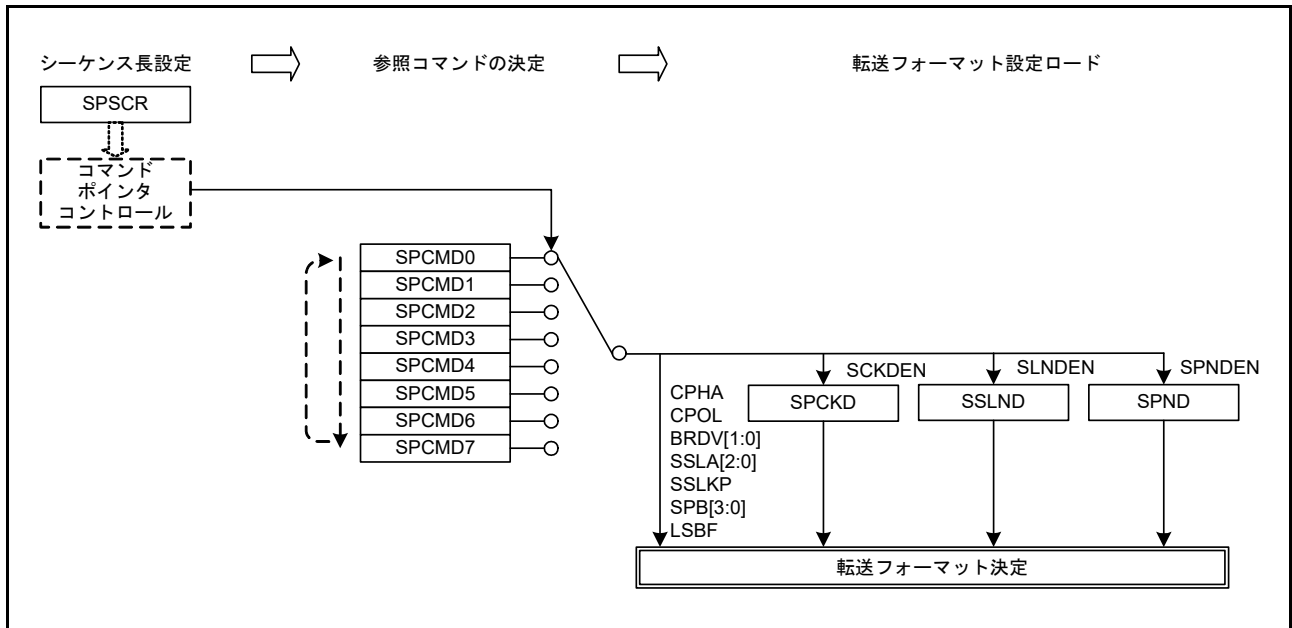 シーケンス長設定
参照コマンドの決定
転送フォーマット設定ロード
SPSCR
コマンド
ポインタ
コントロール
SPCMD0
SPCMD1
SPCMD2
SPCMD3
SPCMD4
SPCMD5
SPCMD6
SPCMD7
SCKDEN
SLNDEN
SPNDEN
CPHA
CPOL
BRDV[1:0]
SSLA[2:0]
SSLKP
SPB[3:0]
LSBF
SPCKD
SSLND
SPND
転送フォーマット決定